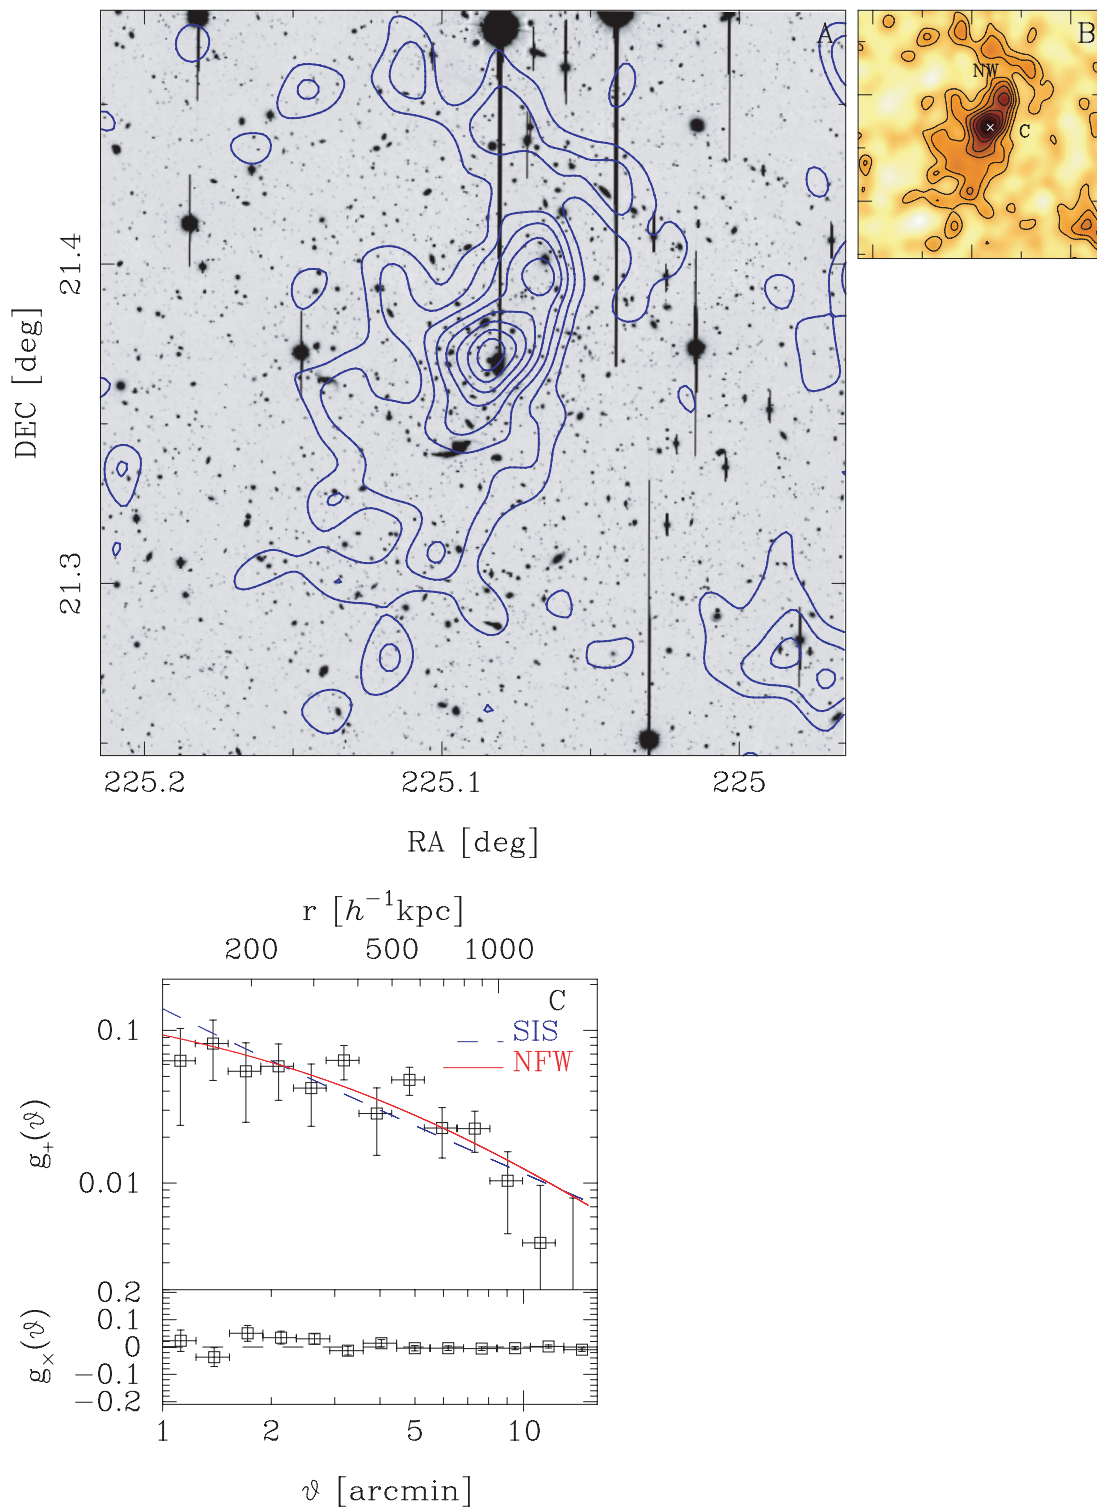 A
B
NW
C
21.4
21.3
DEC [deg]
225.2 225.1 225
RA [deg]
r [h⁻¹kpc]
200 500 1000
C
SIS
NFW
0.1
0.01
g₊(ϑ)
0.2
0.1
0
−0.1
−0.2
g×(ϑ)
1 2 5 10
ϑ [arcmin]